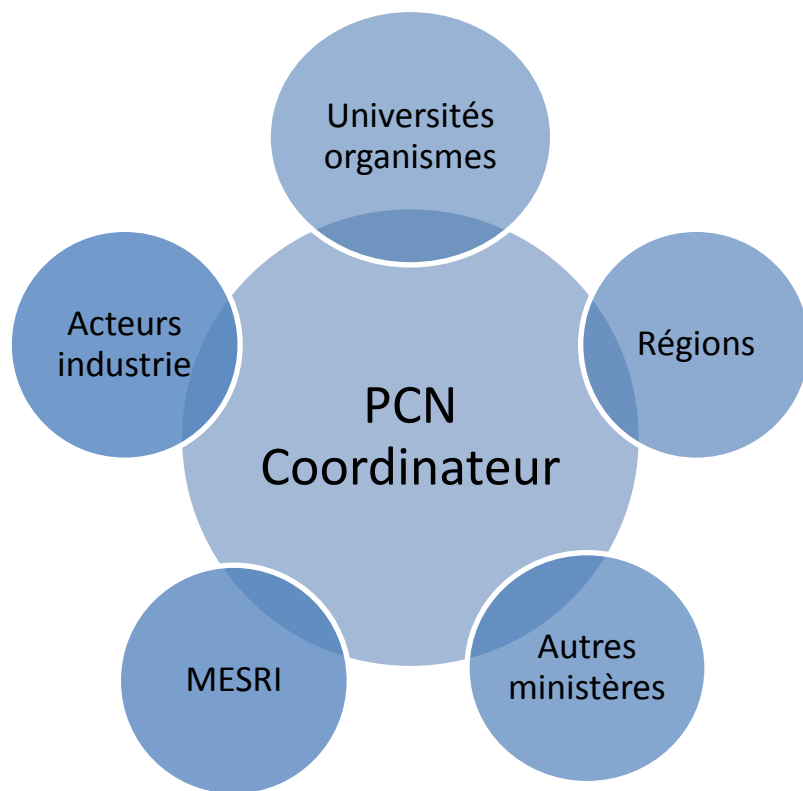 Universités
organismes
Acteurs
industrie
Régions
PCN
Coordinateur
MESRI
Autres
ministères